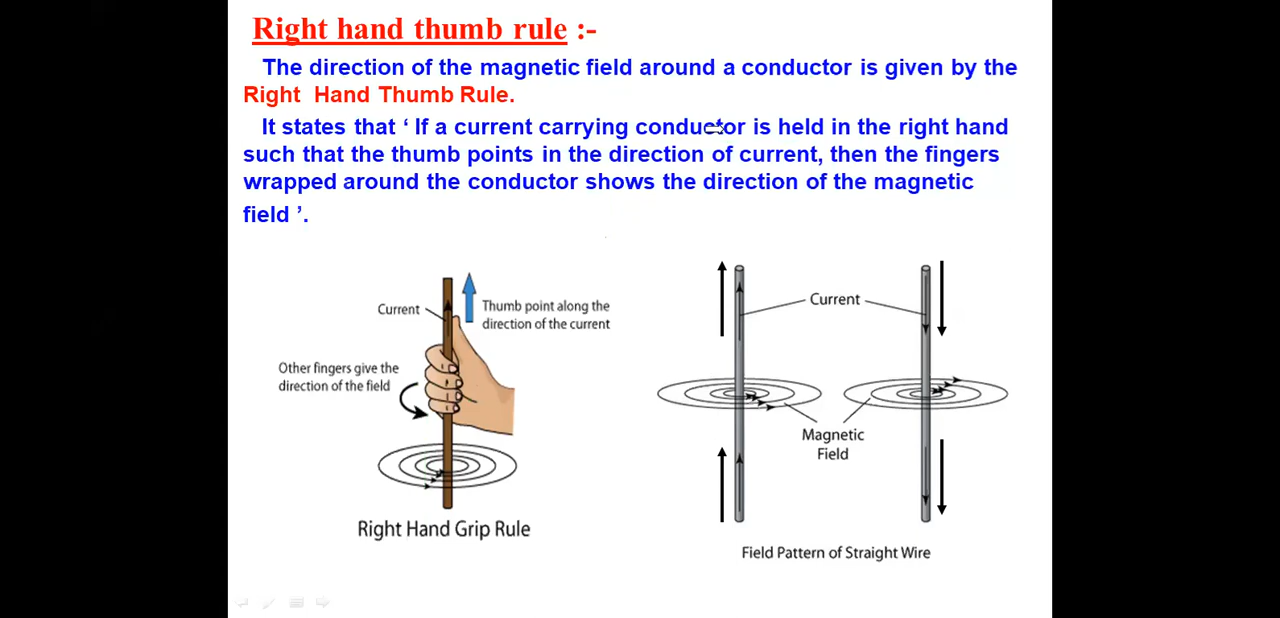 Right hand thumb rule :-
The direction of the magnetic field around a conductor is given by the
Right Hand Thumb Rule.
It states that ‘ If a current carrying conductor is held in the right hand
such that the thumb points in the direction of current, then the fingers
wrapped around the conductor shows the direction of the magnetic
field ’.
Current
Thumb point along the
direction of the current
Other fingers give the
direction of the field
Right Hand Grip Rule
Current
Magnetic
Field
Field Pattern of Straight Wire